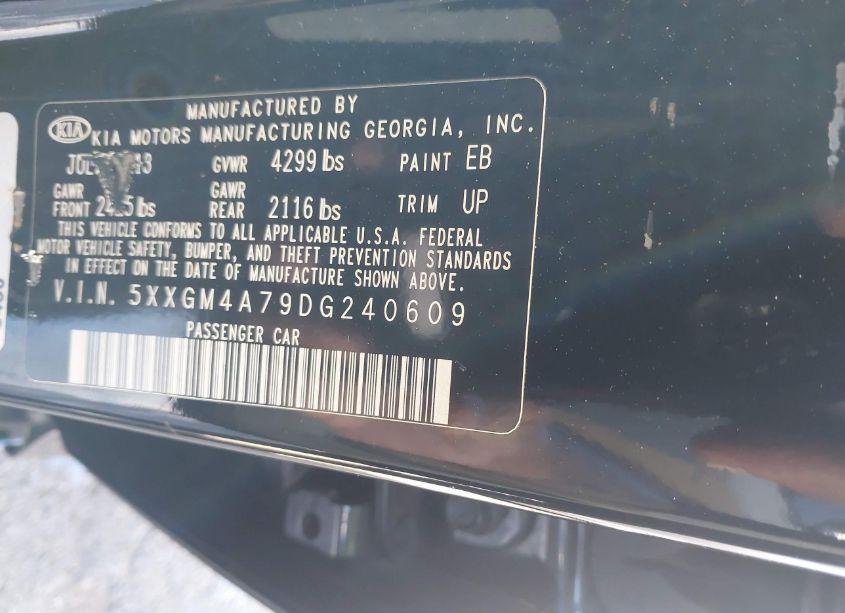 MANUFACTURED BY
KIA KIA MOTORS MANUFACTURING GEORGIA, INC.
GVWR 4299 lbs PAINT EB
GAWR FRONT lbs GAWR REAR 2116 lbs TRIM UP
THIS VEHICLE CONFORMS TO ALL APPLICABLE U.S.A. FEDERAL
MOTOR VEHICLE SAFETY, BUMPER, AND THEFT PREVENTION STANDARDS
IN EFFECT ON THE DATE OF MANUFACTURE SHOWN ABOVE.
V.I.N. 5XXGM4A79DG240609
PASSENGER CAR